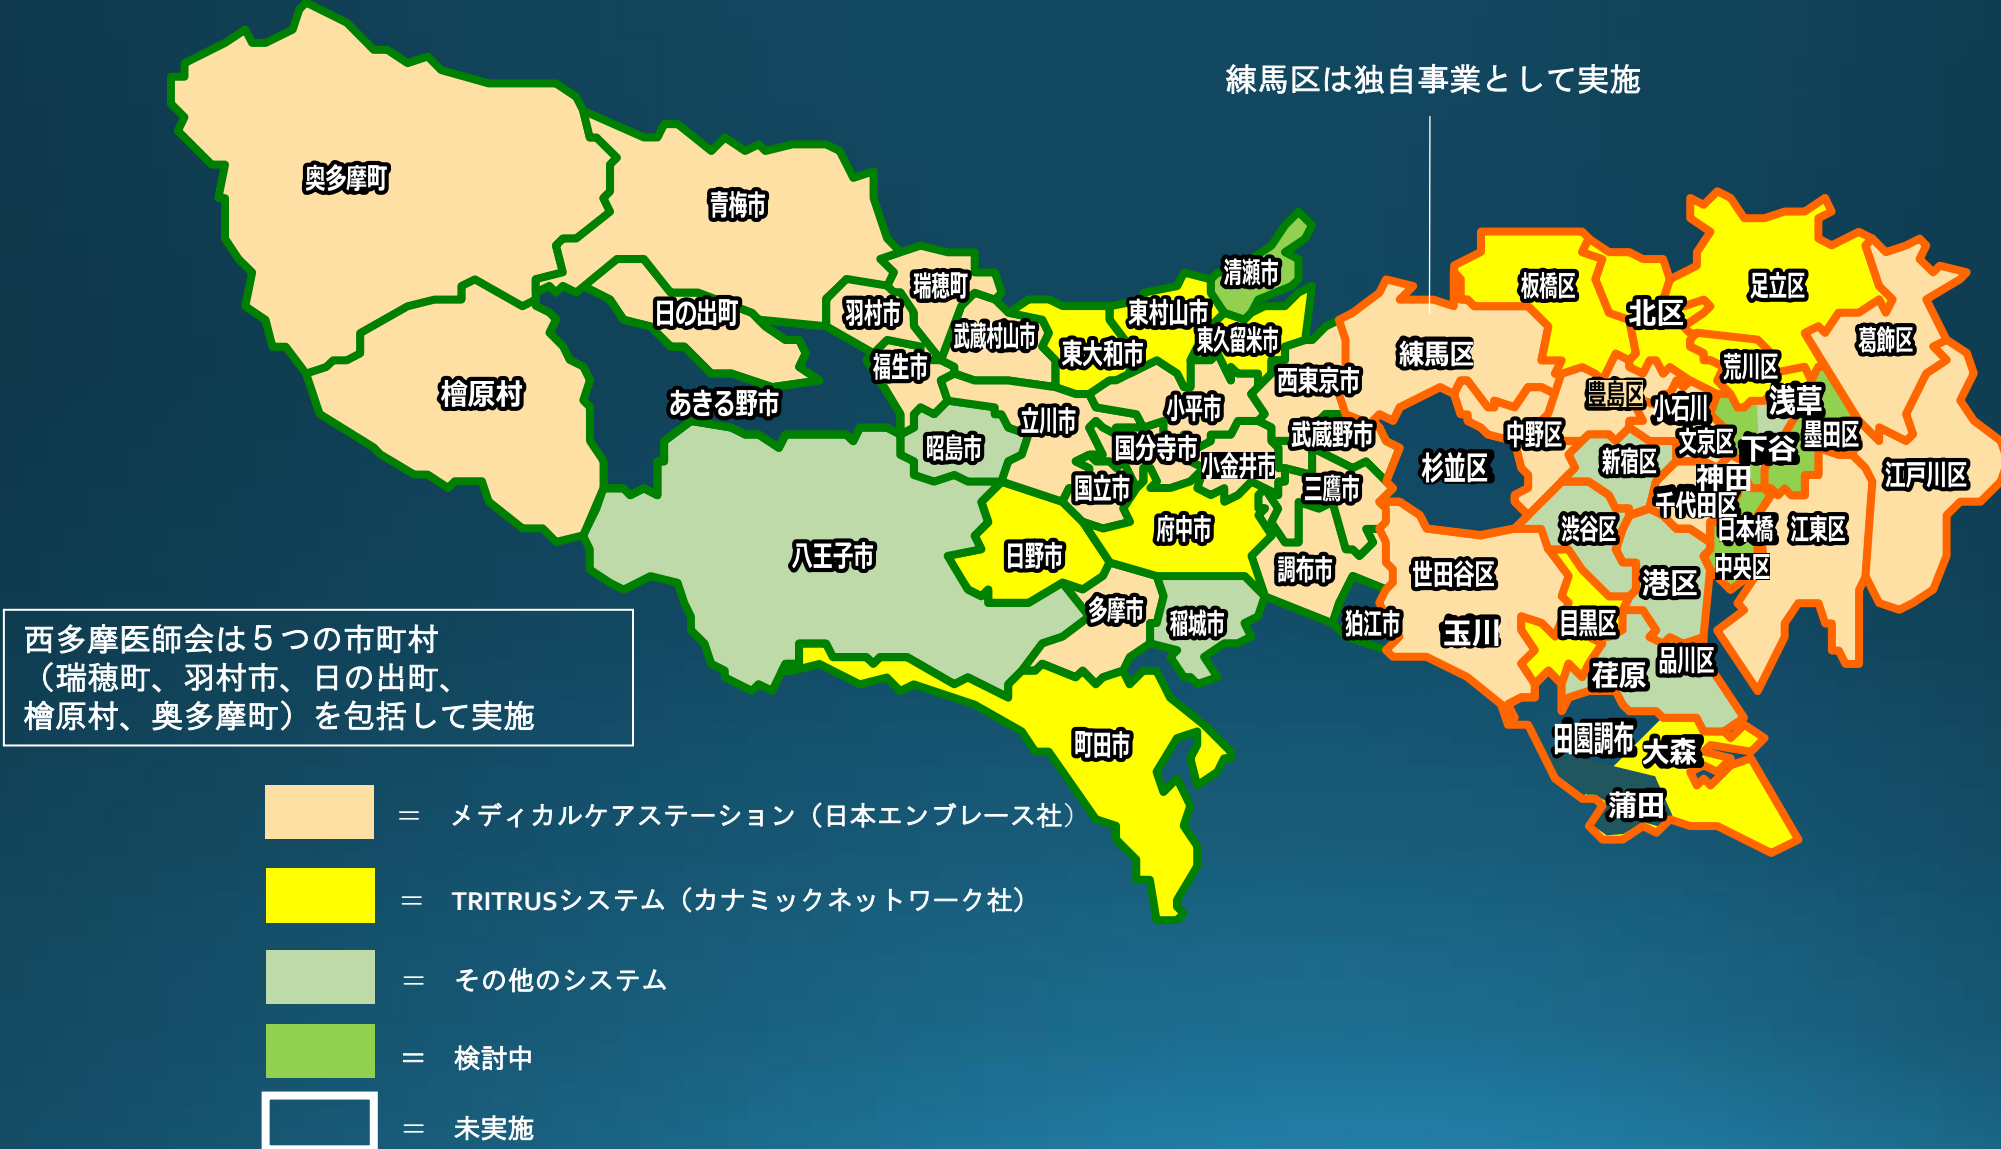 練馬区は独自事業として実施
奥多摩町
青梅市
清瀬市
瑞穂町
板橋区
足立区
日の出町
羽村市
東村山市
北区
武蔵村山市
東久留米市
葛飾区
東大和市
練馬区
福生市
荒川区
西東京市
檜原村
豊島区
あきる野市
小平市
小石川
浅草
立川市
武蔵野市
中野区
文京区
墨田区
昭島市
国分寺市
下谷
小金井市
杉並区
新宿区
神田
江戸川区
国立市
三鷹市
千代田区
府中市
渋谷区
日本橋
江東区
八王子市
日野市
調布市
世田谷区
中央区
港区
多摩市
稲城市
狛江市
玉川
目黒区
品川区
荏原
西多摩医師会は５つの市町村
（瑞穂町、羽村市、日の出町、
檜原村、奥多摩町）を包括して実施
町田市
田園調布
大森
蒲田
＝ メディカルケアステーション（日本エンブレース社）
＝ TRITRUSシステム（カナミックネットワーク社）
＝ その他のシステム
＝ 検討中
＝ 未実施